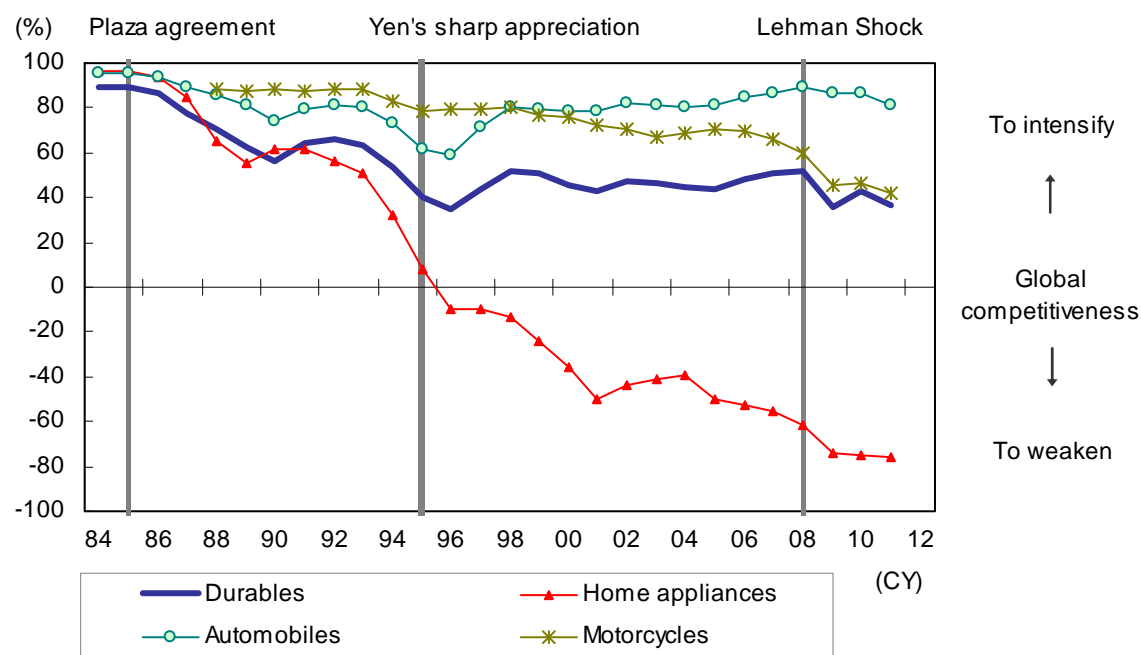 (%) Plaza agreement Yen's sharp appreciation Lehman Shock
100
80
60
40
20
0
-20
-40
-60
-80
-100
To intensify
Global
competitiveness
To weaken
84 86 88 90 92 94 96 98 00 02 04 06 08 10 12
(CY)
Durables Home appliances
Automobiles Motorcycles